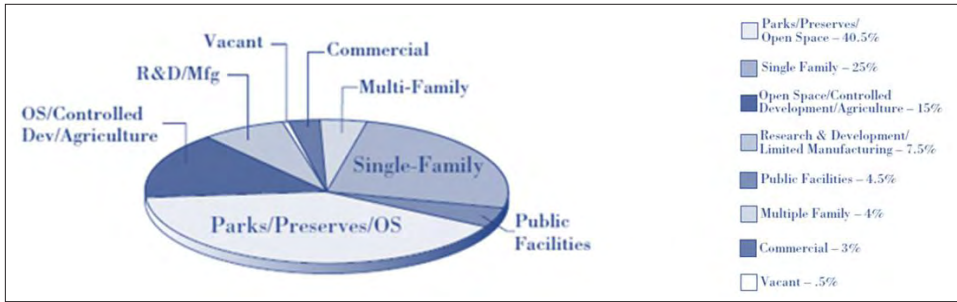 Vacant
Commercial
R&D/Mfg
Multi-Family
OS/Controlled
Dev/Agriculture
Single-Family
Parks/Preserves/OS
Public
Facilities
Parks/Preserves/
Open Space – 40.5%
Single Family – 25%
Open Space/Controlled
Development/Agriculture – 15%
Research & Development/
Limited Manufacturing – 7.5%
Public Facilities – 4.5%
Multiple Family – 4%
Commercial – 3%
Vacant – .5%